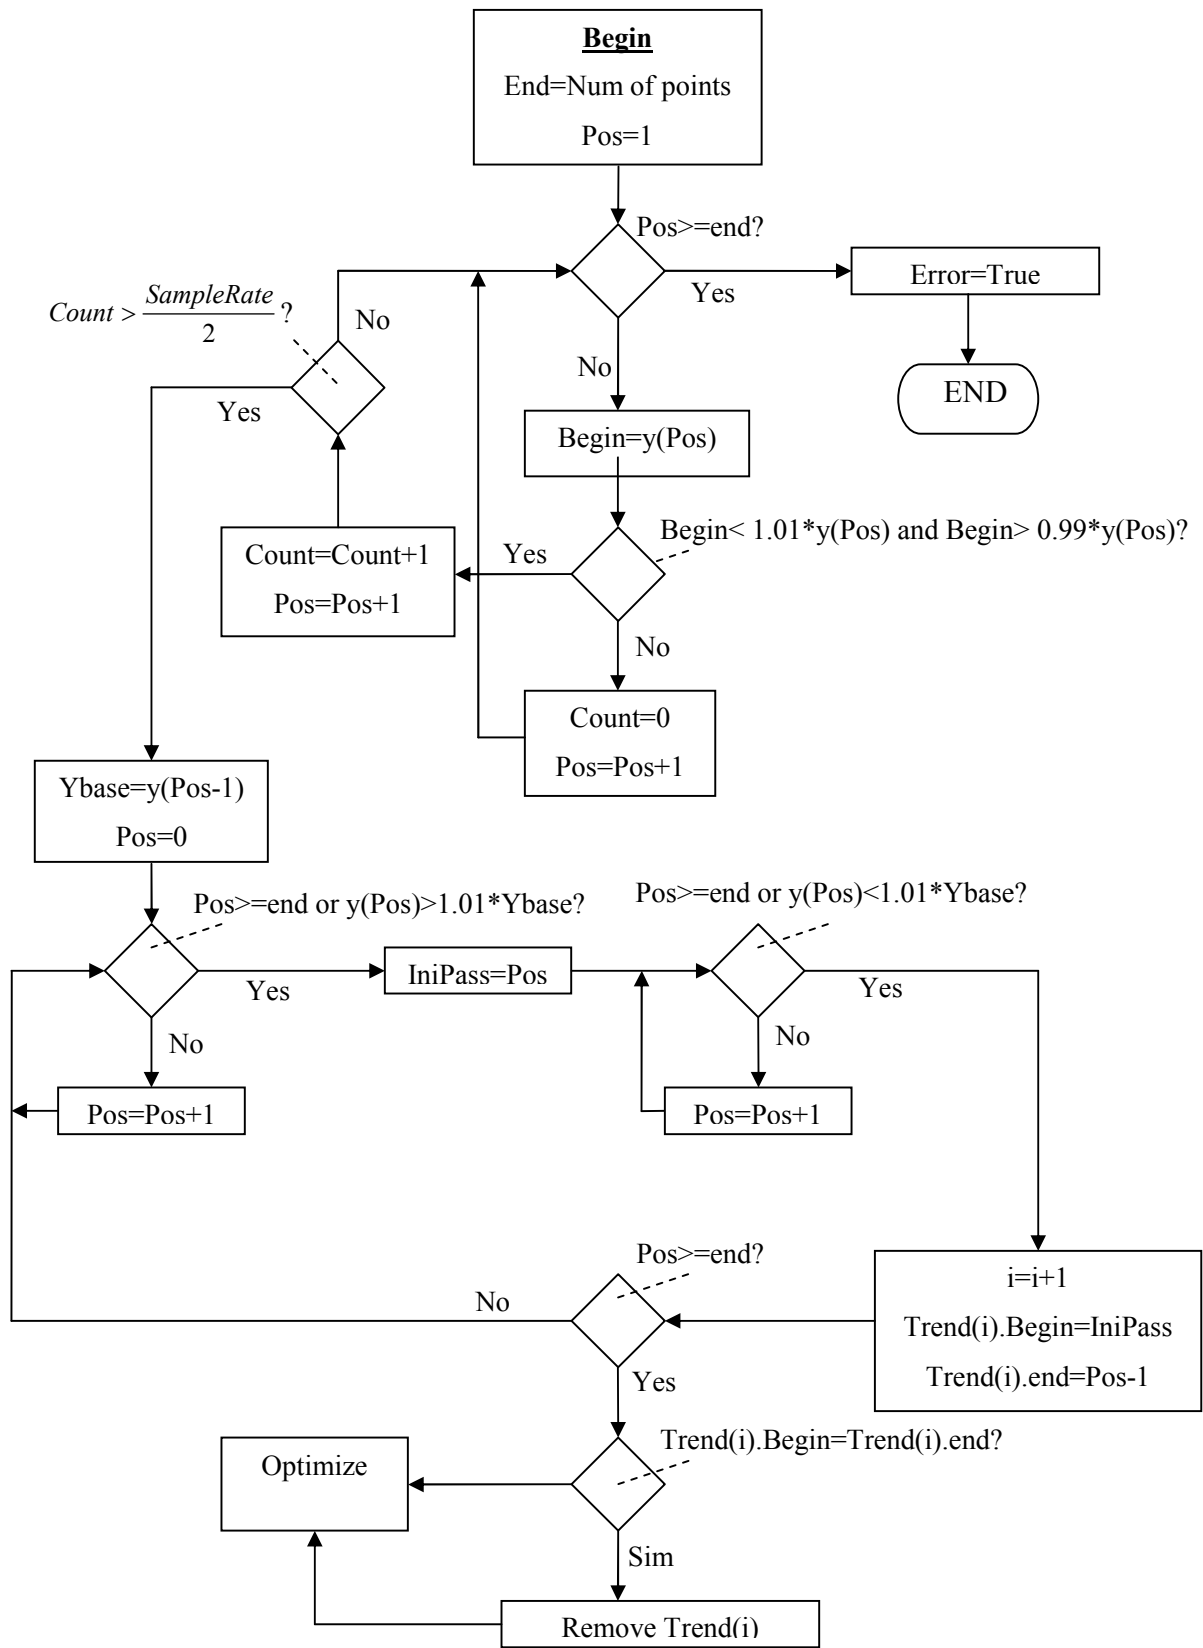 Begin
End=Num of points
Pos=1
Pos>=end?
Yes
Error=True
END
No
Begin=y(Pos)
Begin< 1.01*y(Pos) and Begin> 0.99*y(Pos)?
Yes
No
Count=0
Pos=Pos+1
Count=Count+1
Pos=Pos+1
Count > SampleRate/2 ?
No
Yes
Ybase=y(Pos-1)
Pos=0
Pos>=end or y(Pos)>1.01*Ybase?
Yes
No
Pos=Pos+1
IniPass=Pos
Pos>=end or y(Pos)<1.01*Ybase?
Yes
No
Pos=Pos+1
i=i+1
Trend(i).Begin=IniPass
Trend(i).end=Pos-1
Pos>=end?
No
Yes
Trend(i).Begin=Trend(i).end?
Optimize
Sim
Remove Trend(i)